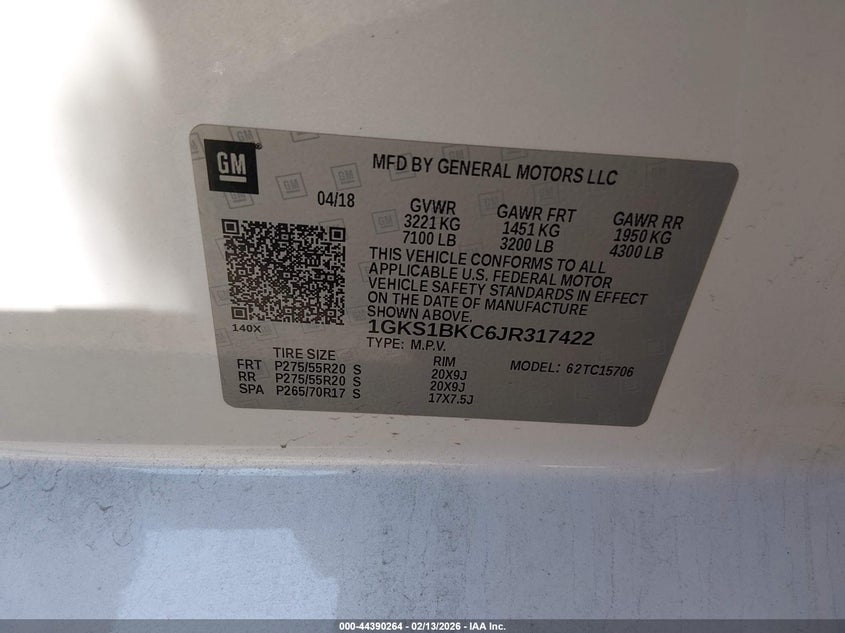 GM
MFD BY GENERAL MOTORS LLC
04/18
GVWR GAWR FRT GAWR RR
3221 KG 1451 KG 1950 KG
7100 LB 3200 LB 4300 LB
THIS VEHICLE CONFORMS TO ALL
APPLICABLE U.S. FEDERAL MOTOR
VEHICLE SAFETY STANDARDS IN EFFECT
ON THE DATE OF MANUFACTURE
SHOWN ABOVE.
140X
1GKS1BKC6JR317422
TYPE: M.P.V.
TIRE SIZE RIM MODEL: 62TC15706
FRT P275/55R20 S 20X9J
RR P275/55R20 S 20X9J
SPA P265/70R17 S 17X7.5J
000-44390264 - 02/13/2026 - IAA Inc.